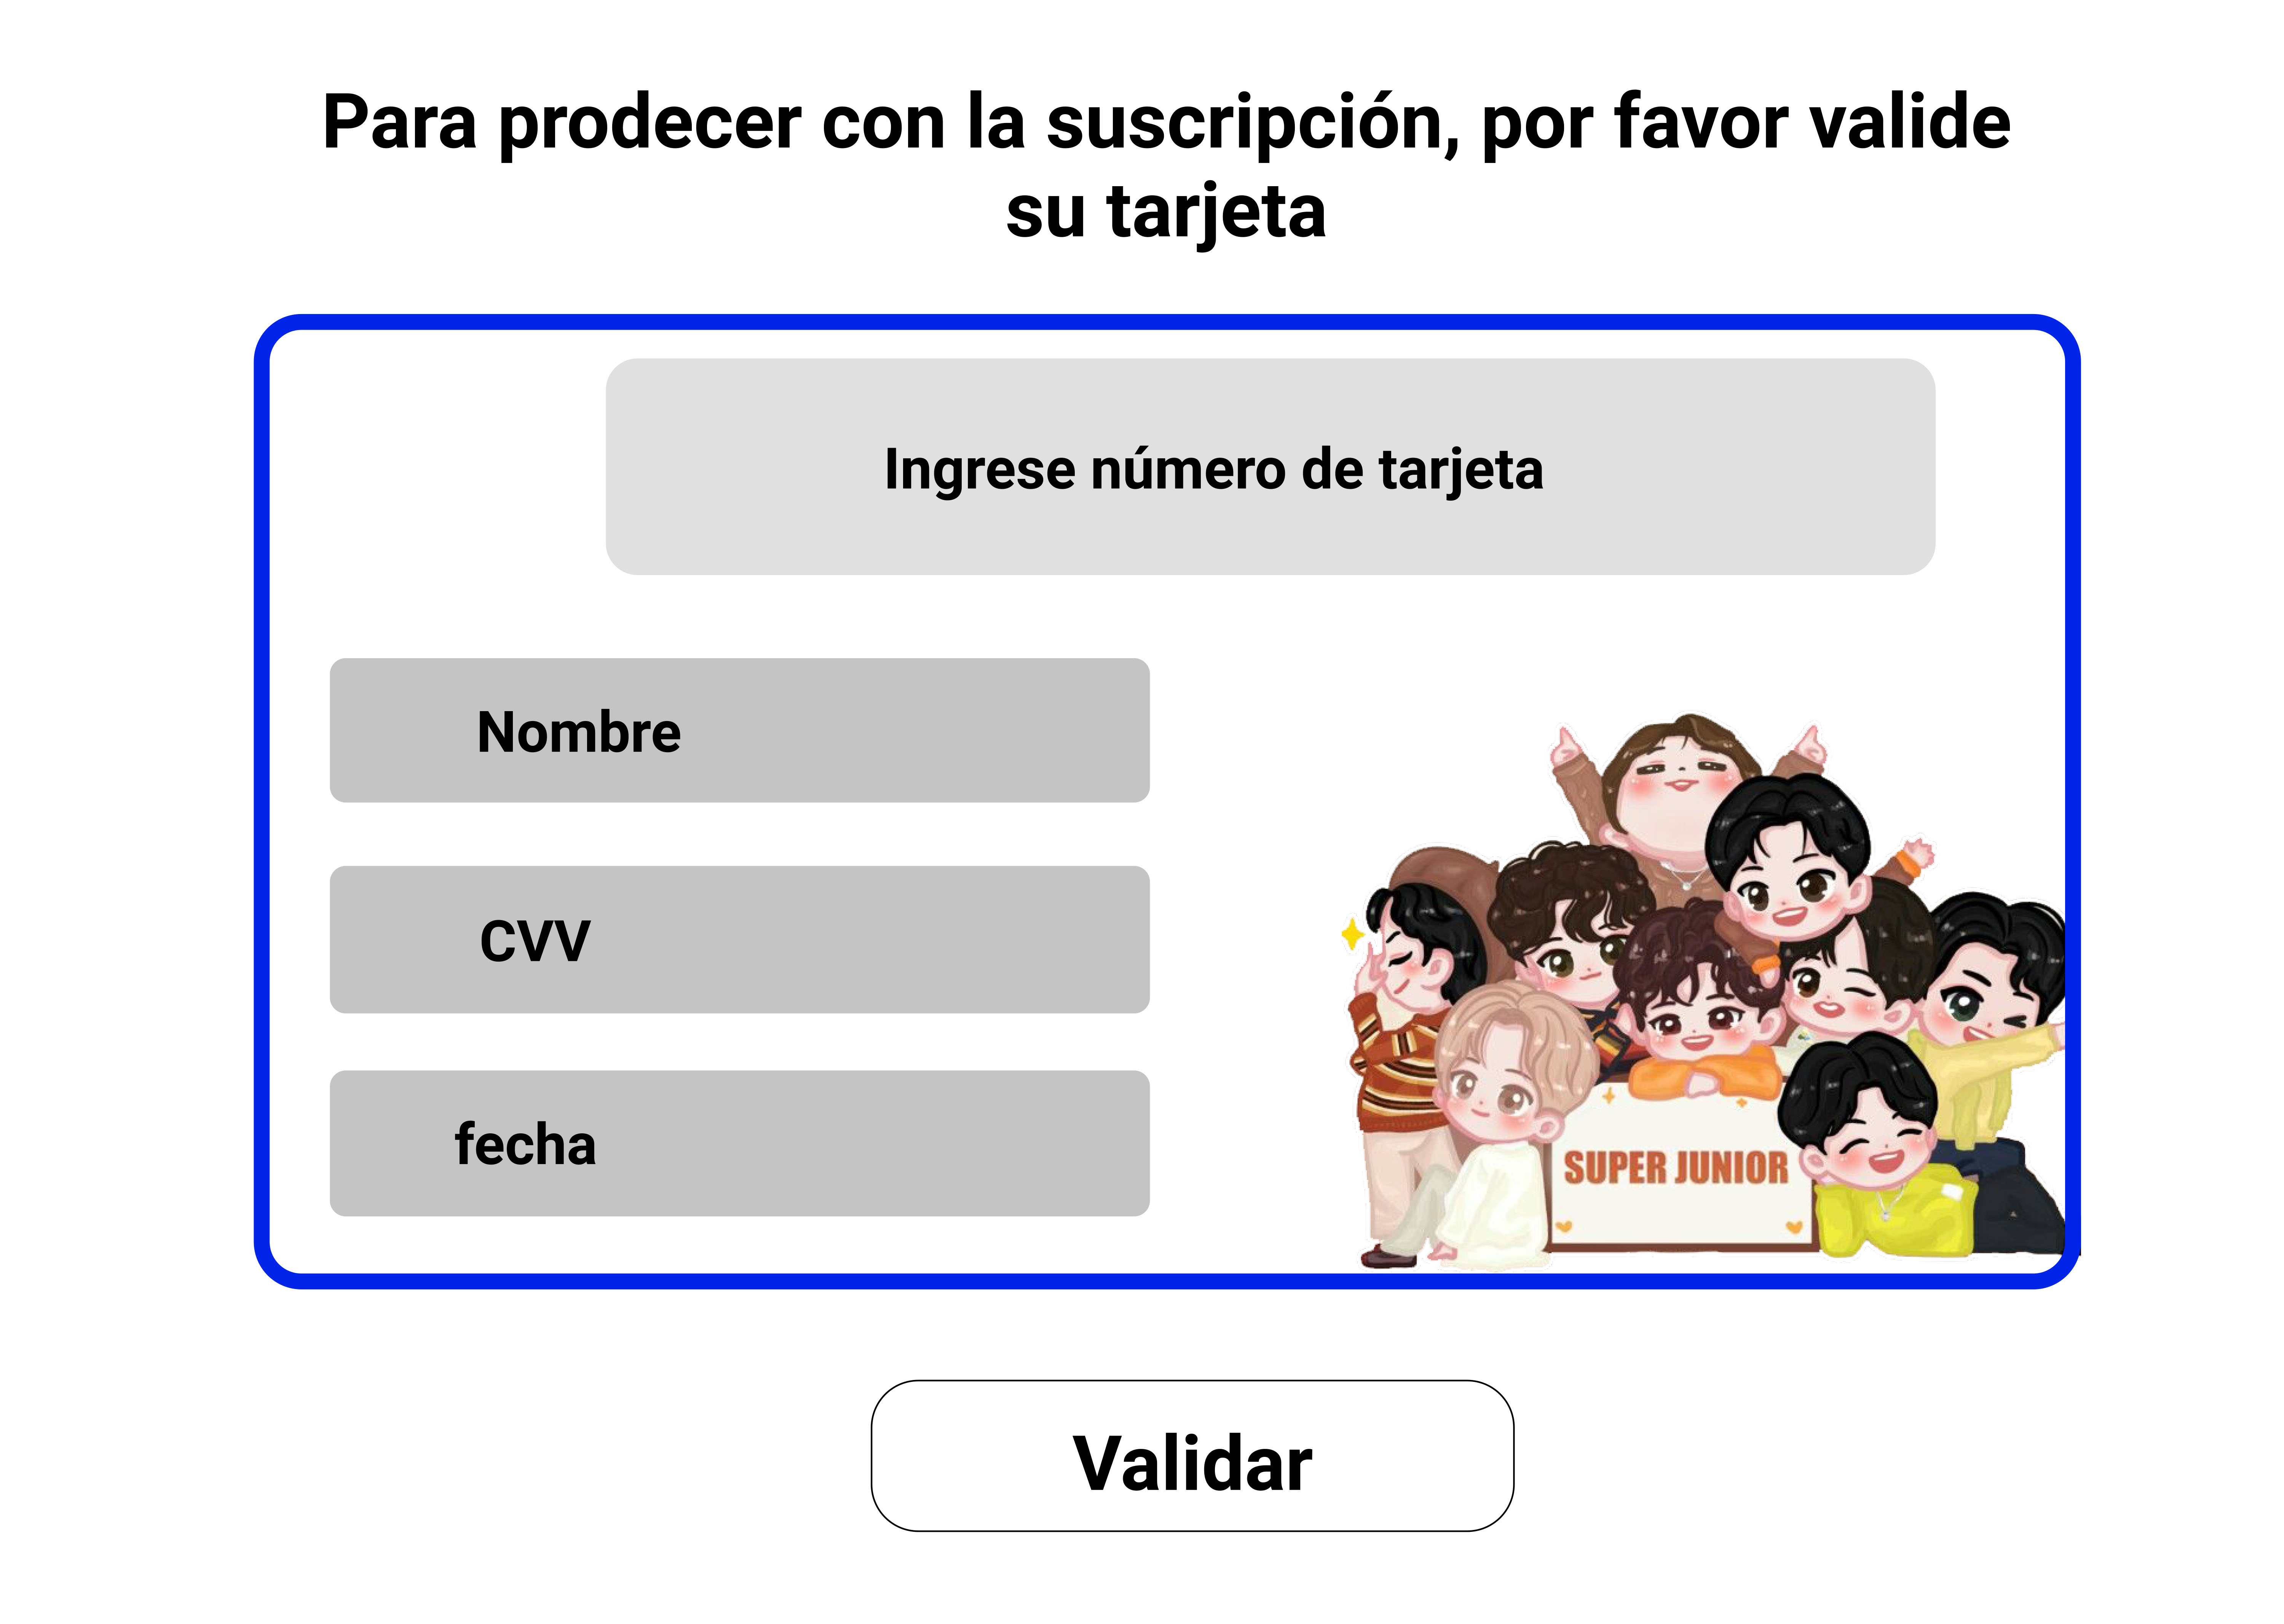 Para prodecer con la suscripción, por favor valide
su tarjeta
Ingrese número de tarjeta
Nombre
CVV
fecha
SUPER JUNIOR
Validar